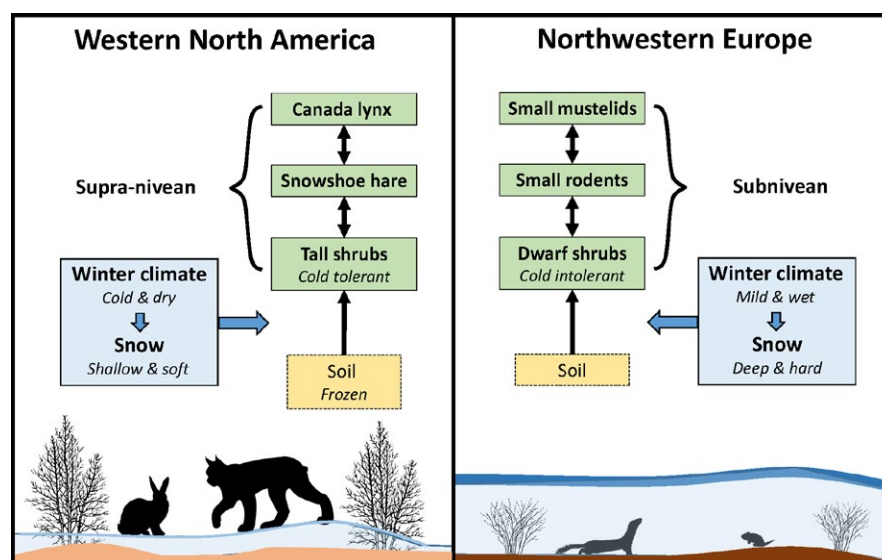 Western North America
Canada lynx
Snowshoe hare
Supra-nivean
Tall shrubs
Cold tolerant
Winter climate
Cold & dry
Snow
Shallow & soft
Soil
Frozen
Northwestern Europe
Small mustelids
Small rodents
Subnivean
Dwarf shrubs
Cold intolerant
Winter climate
Mild & wet
Snow
Deep & hard
Soil